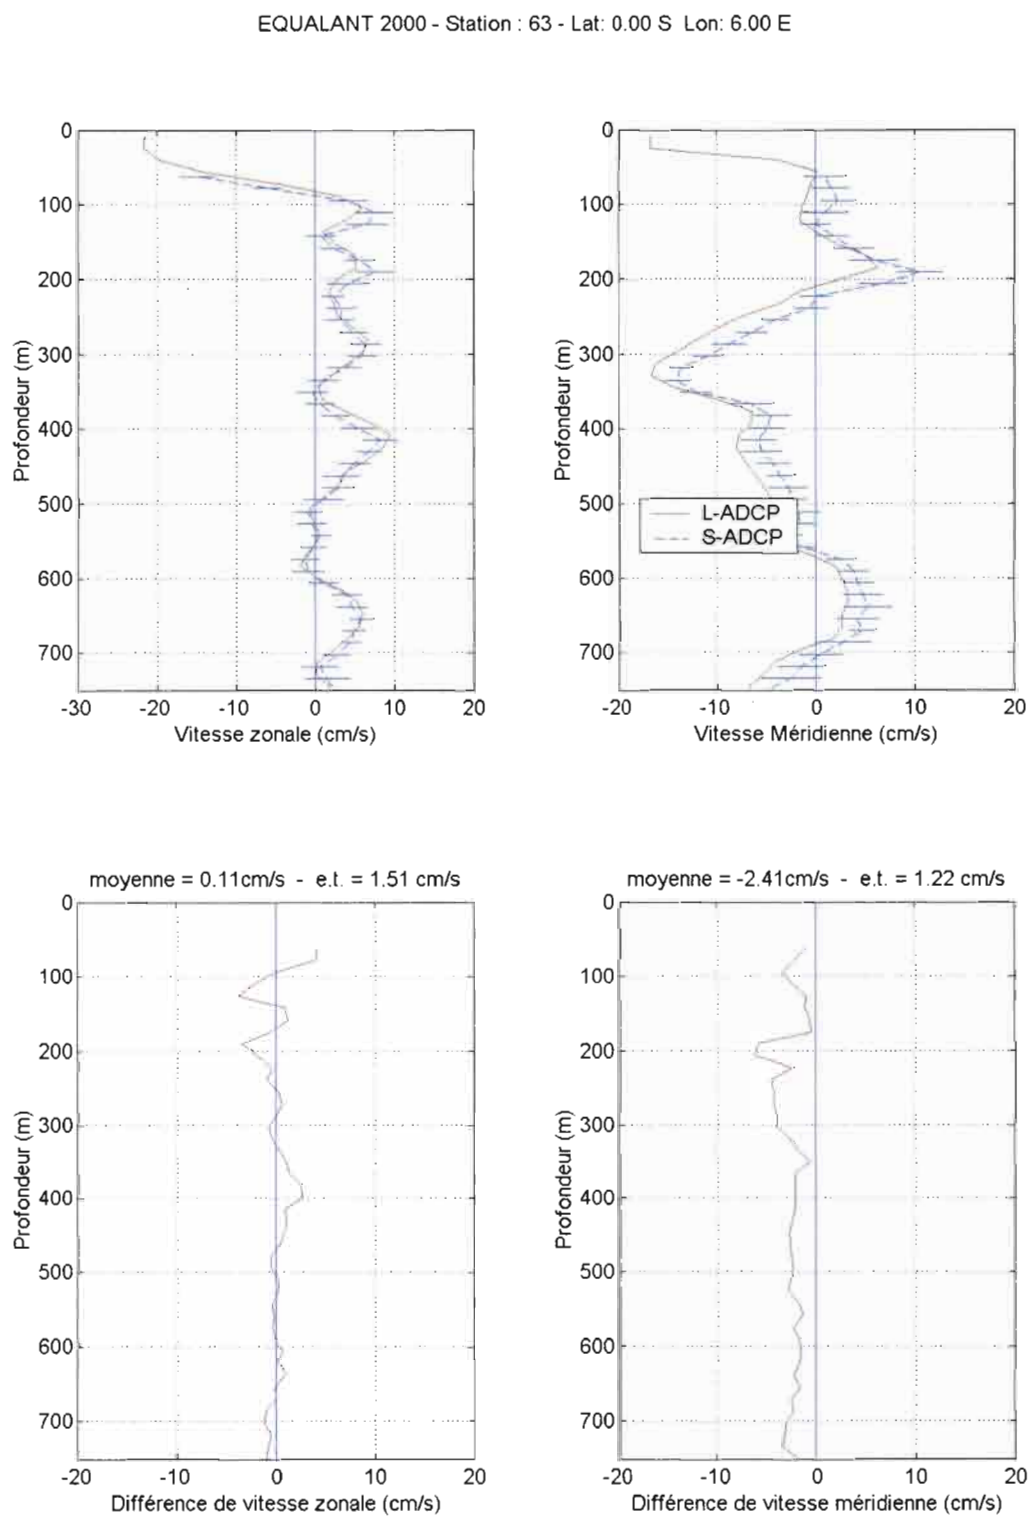 EQUALANT 2000 - Station : 63 - Lat: 0.00 S Lon: 6.00 E
0
100
200
300
400
500
600
700
Profondeur (m)
-30 -20 -10 0 10 20
Vitesse zonale (cm/s)
0
100
200
300
400
500
600
700
Profondeur (m)
L-ADCP
S-ADCP
-20 -10 0 10 20
Vitesse Méridienne (cm/s)
moyenne = 0.11cm/s - e.t. = 1.51 cm/s
0
100
200
300
400
500
600
700
Profondeur (m)
-20 -10 0 10 20
Différence de vitesse zonale (cm/s)
moyenne = -2.41cm/s - e.t. = 1.22 cm/s
0
100
200
300
400
500
600
700
Profondeur (m)
-20 -10 0 10 20
Différence de vitesse méridienne (cm/s)